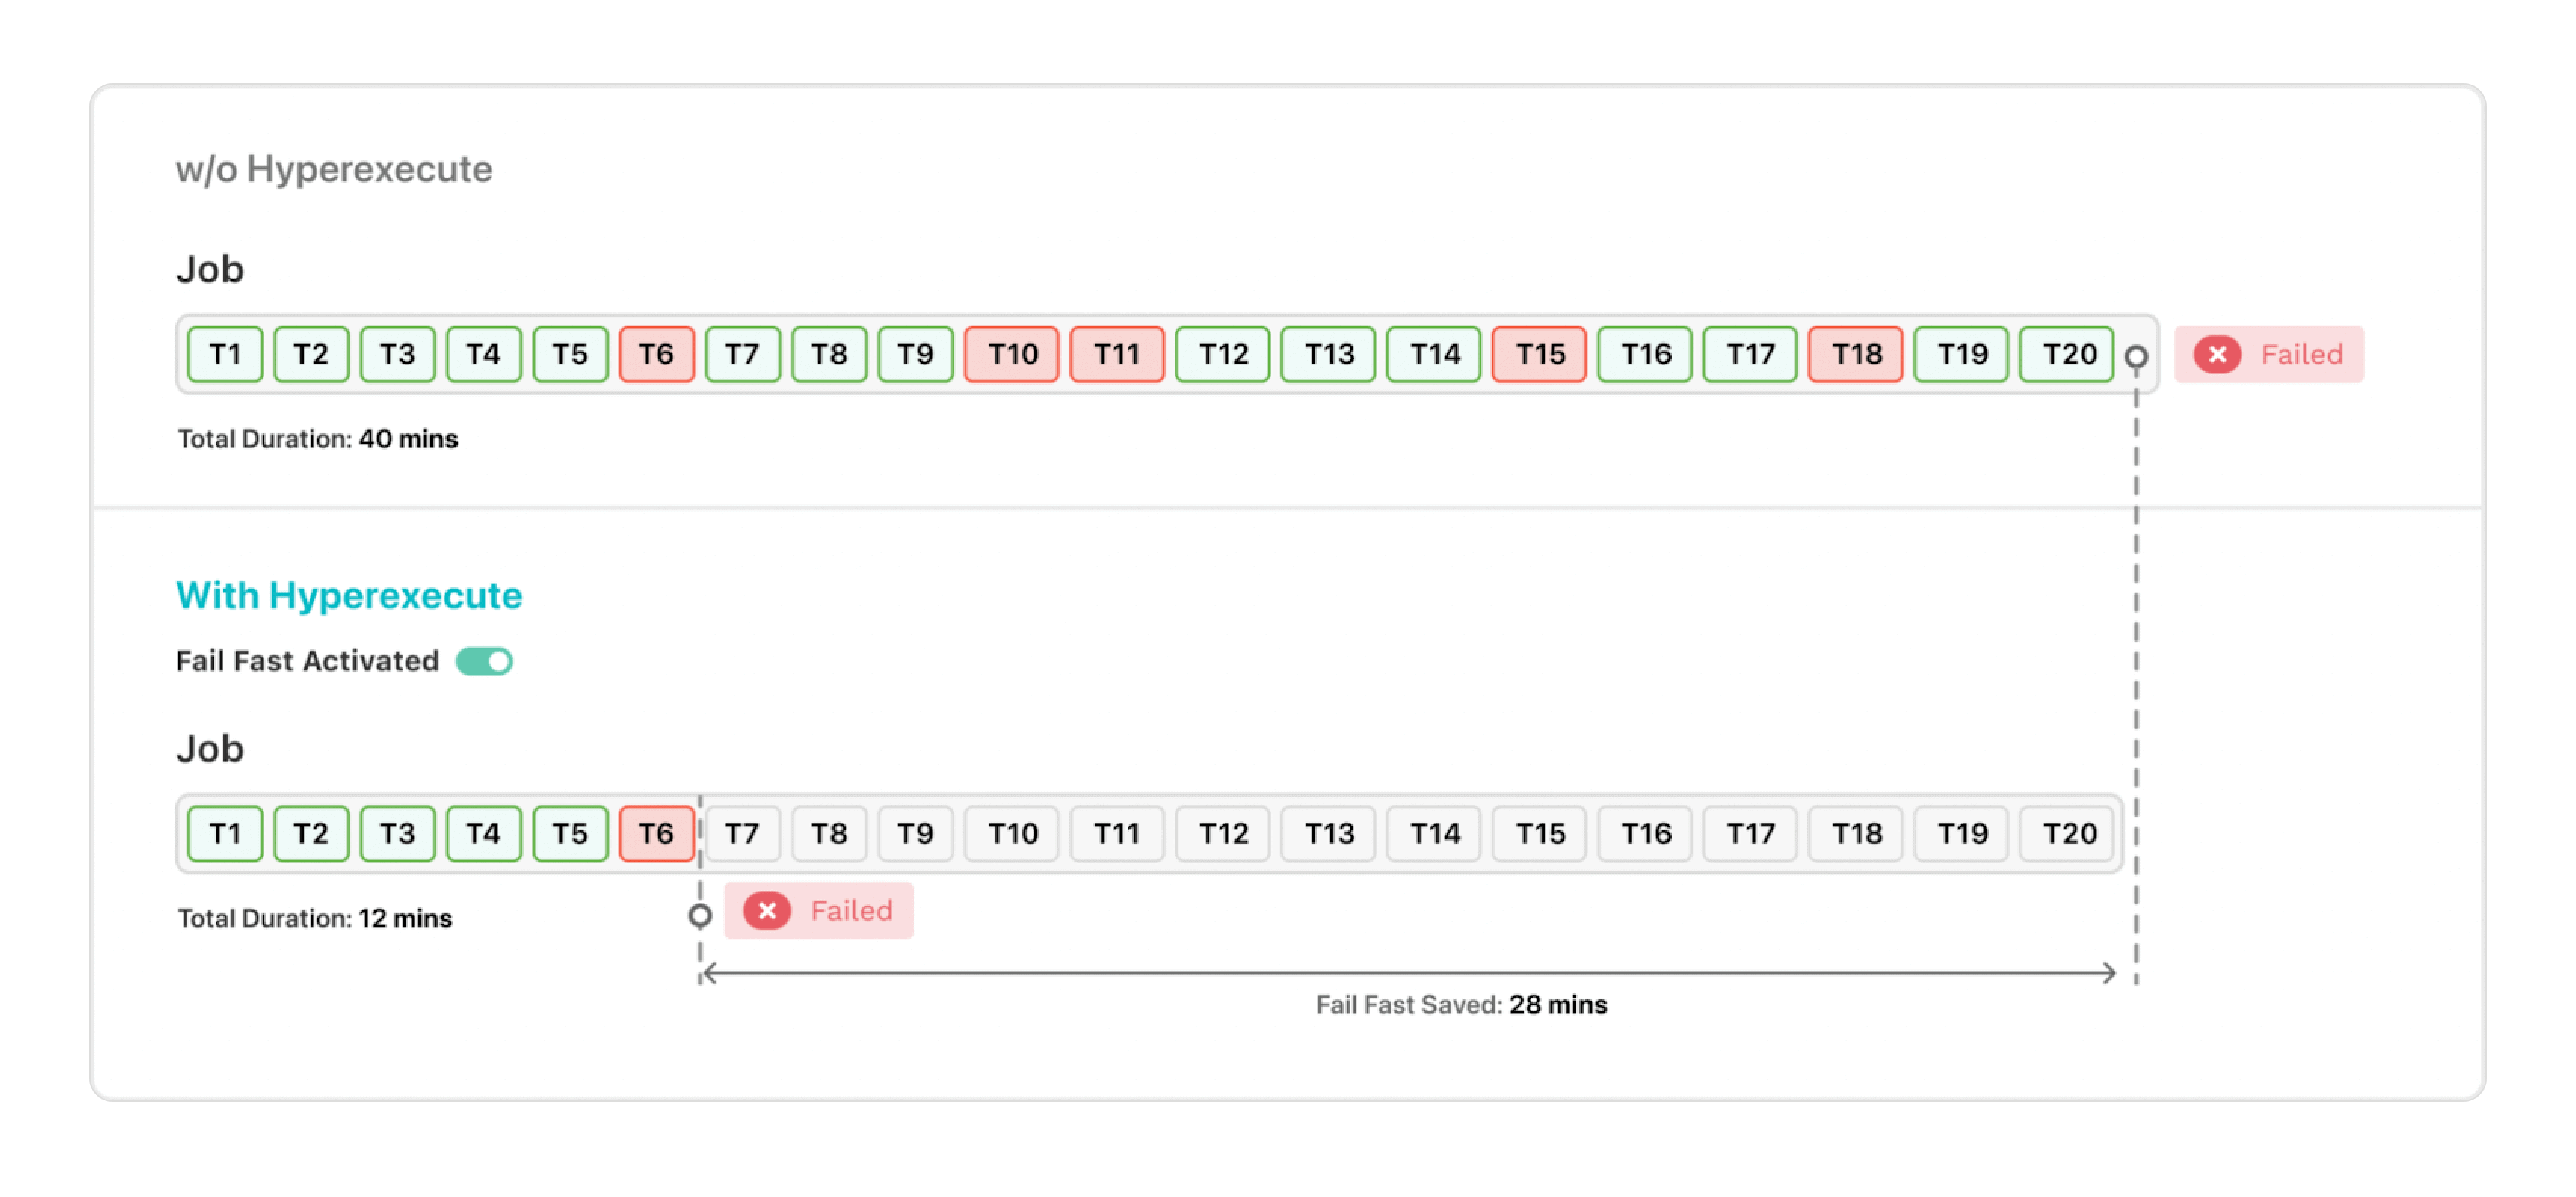 w/o Hyperexecute
Job
T1 T2 T3 T4 T5 T6 T7 T8 T9 T10 T11 T12 T13 T14 T15 T16 T17 T18 T19 T20 Failed
Total Duration: 40 mins
With Hyperexecute
Fail Fast Activated
Job
T1 T2 T3 T4 T5 T6 T7 T8 T9 T10 T11 T12 T13 T14 T15 T16 T17 T18 T19 T20
Total Duration: 12 mins Failed
Fail Fast Saved: 28 mins